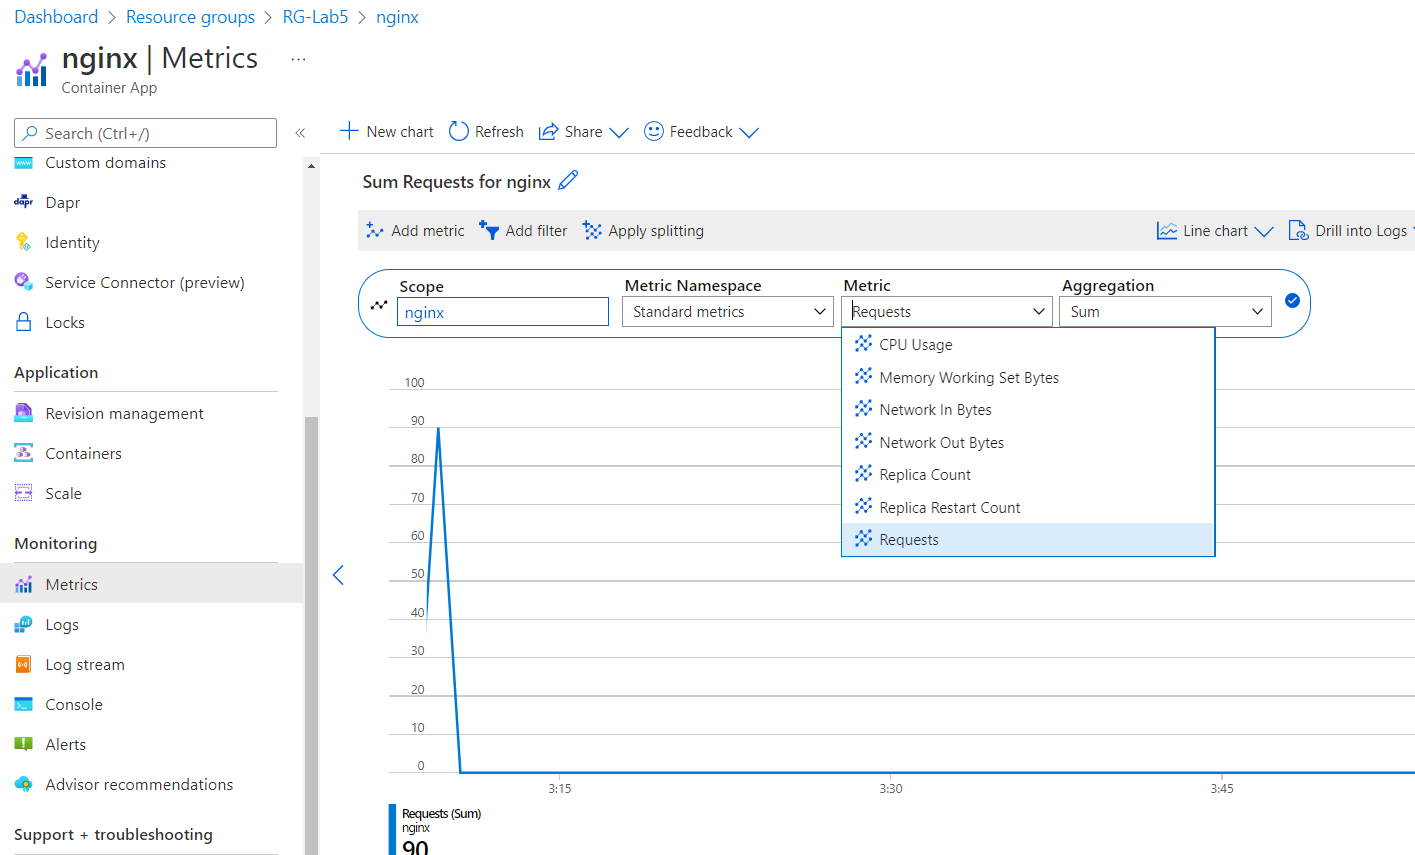 Dashboard > Resource groups > RG-Lab5 > nginx
nginx | Metrics ...
Container App
Search (Ctrl+/) «
Custom domains
dapr Dapr
Identity
Service Connector (preview)
Locks
Application
Revision management
Containers
Scale
Monitoring
Metrics
Logs
Log stream
Console
Alerts
Advisor recommendations
Support + troubleshooting
New chart Refresh Share Feedback
Sum Requests for nginx
Add metric Add filter Apply splitting Line chart Drill into Logs
Scope Metric Namespace Metric Aggregation
nginx Standard metrics Requests Sum
CPU Usage
Memory Working Set Bytes
Network In Bytes
Network Out Bytes
Replica Count
Replica Restart Count
Requests
100
90
80
70
60
50
40
30
20
10
0
3:15 3:30 3:45
Requests (Sum)
nginx
90